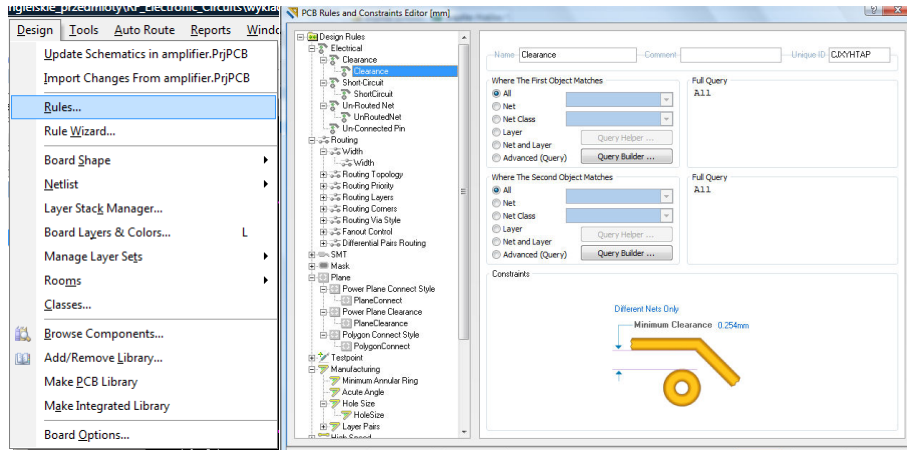 Design Tools Auto Route Reports
Update Schematics in amplifier.PrjPCB
Import Changes From amplifier.PrjPCB
Rules...
Rule Wizard...
Board Shape
Netlist
Layer Stack Manager...
Board Layers & Colors... L
Manage Layer Sets
Rooms
Classes...
Browse Components...
Add/Remove Library...
Make PCB Library
Make Integrated Library
Board Options...
PCB Rules and Constraints Editor [mm]
Design Rules
Electrical
Clearance
Clearance
Short-Circuit
ShortCircuit
Un-Routed Net
UnRoutedNet
Un-Connected Pin
Routing
Width
Width
Routing Topology
Routing Priority
Routing Layers
Routing Corners
Routing Via Style
Fanout Control
Differential Pairs Routing
SMT
Mask
Plane
Power Plane Connect Style
PlaneConnect
Power Plane Clearance
PlaneClearance
Polygon Connect Style
PolygonConnect
Testpoint
Manufacturing
Minimum Annular Ring
Acute Angle
Hole Size
HoleSize
Layer Pairs
High Speed
Name Clearance Comment Unique ID CJXYHTAP
Where The First Object Matches
All
Net
Net Class
Layer
Net and Layer
Advanced (Query)
Query Helper ...
Query Builder ...
Full Query
All
Where The Second Object Matches
All
Net
Net Class
Layer
Net and Layer
Advanced (Query)
Query Helper ...
Query Builder ...
Full Query
All
Constraints
Different Nets Only
Minimum Clearance 0.254mm